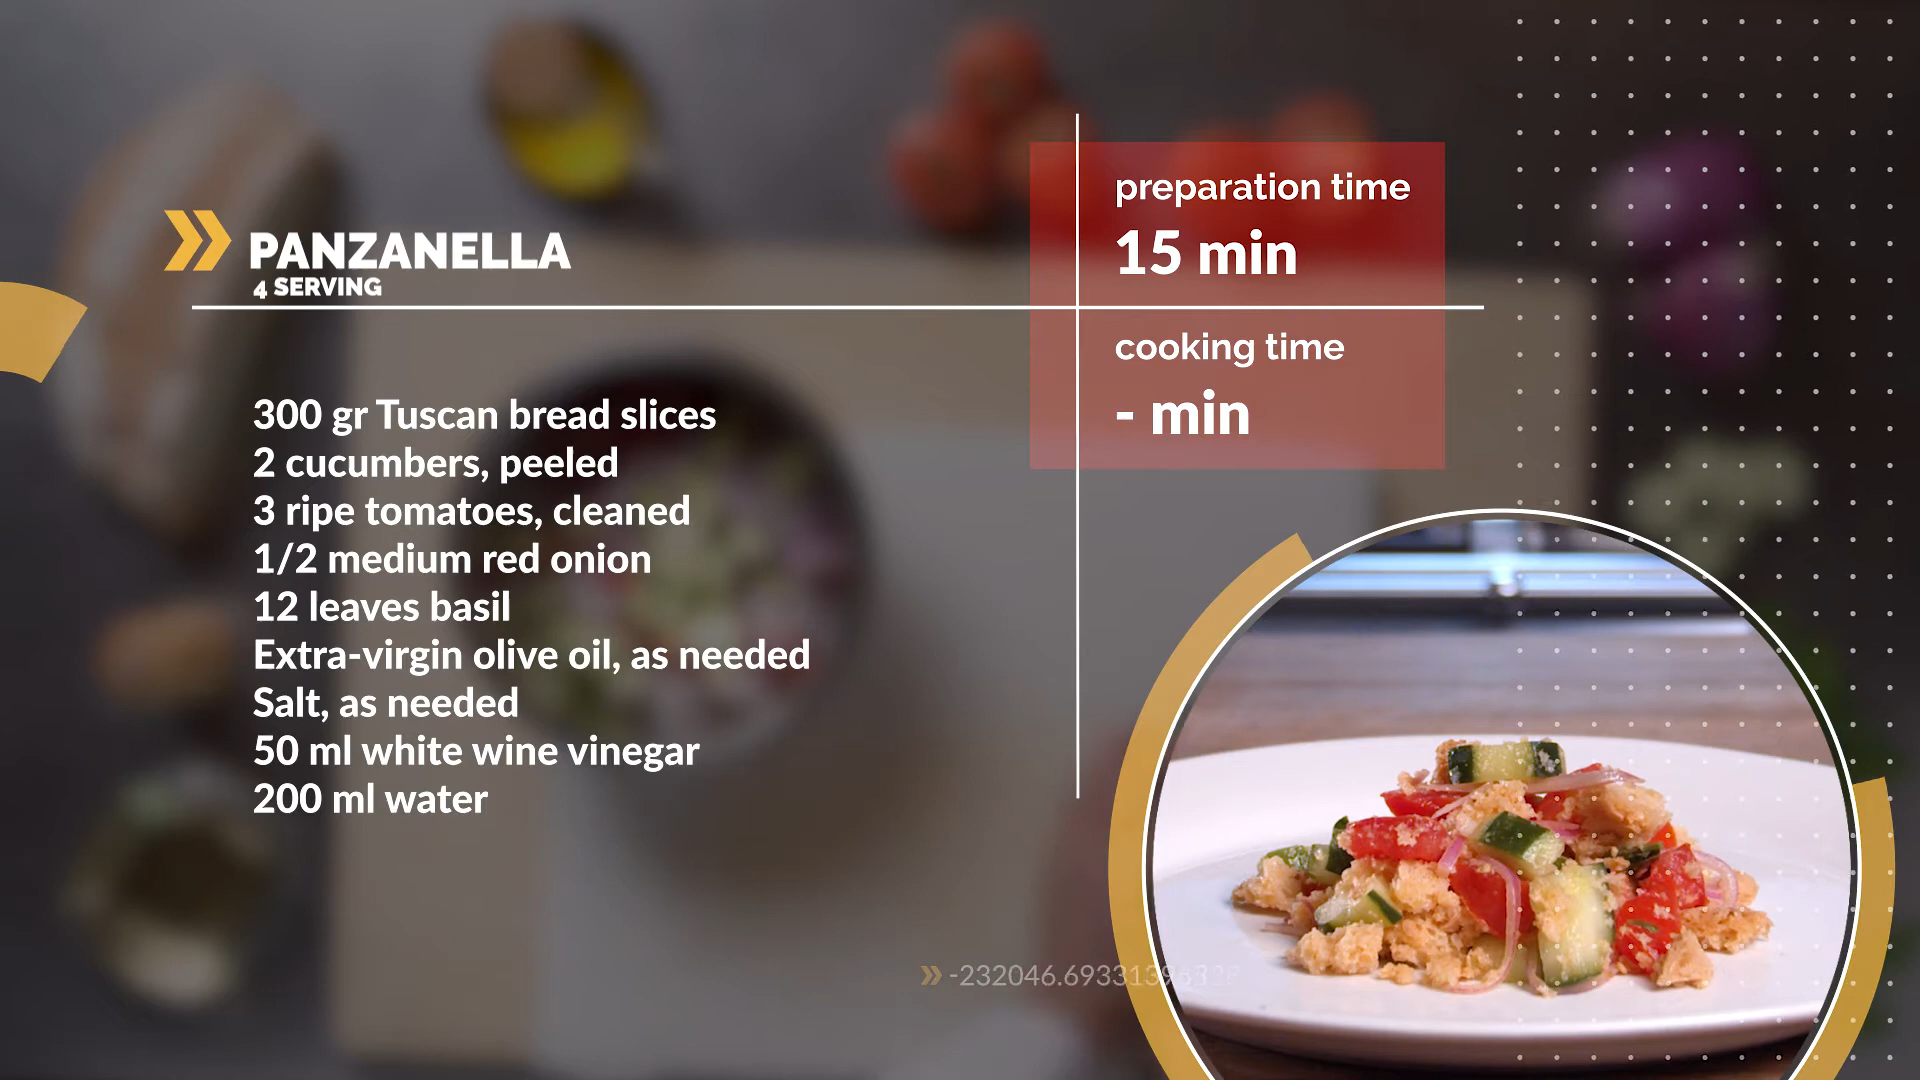 PANZANELLA
4 SERVING
preparation time
15 min
cooking time
- min
300 gr Tuscan bread slices
2 cucumbers, peeled
3 ripe tomatoes, cleaned
1/2 medium red onion
12 leaves basil
Extra-virgin olive oil, as needed
Salt, as needed
50 ml white wine vinegar
200 ml water